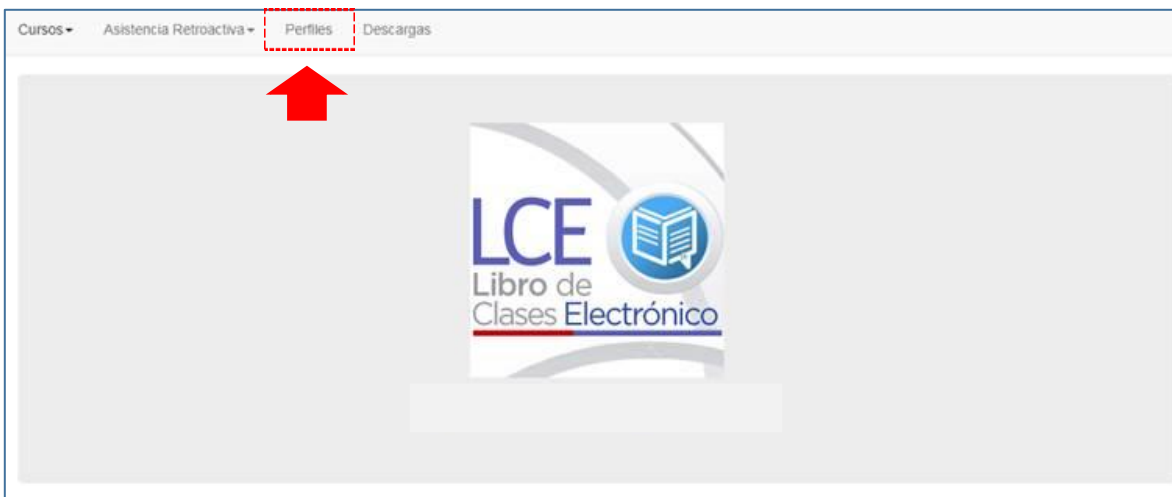 Cursos Asistencia Retroactiva Perfiles Descargas
LCE
Libro de
Clases Electrónico